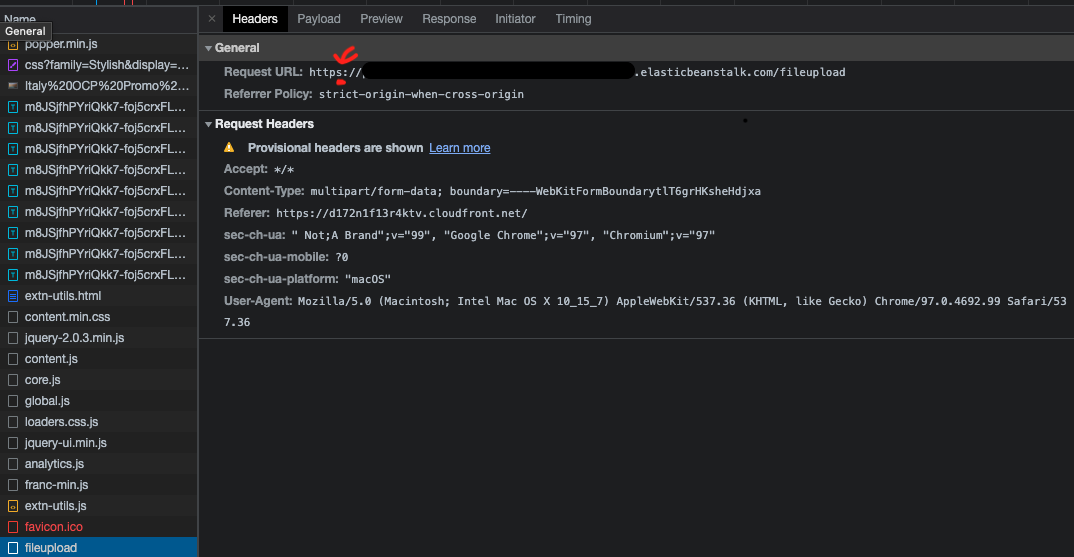 Name
General
popper.min.js
css?family=Stylish&display=...
Italy%20OCP%20Promo%2...
m8JSjfhPYriQkk7-foj5crxFL...
m8JSjfhPYriQkk7-foj5crxFL...
m8JSjfhPYriQkk7-foj5crxFL...
m8JSjfhPYriQkk7-foj5crxFL...
m8JSjfhPYriQkk7-foj5crxFL...
m8JSjfhPYriQkk7-foj5crxFL...
m8JSjfhPYriQkk7-foj5crxFL...
m8JSjfhPYriQkk7-foj5crxFL...
m8JSjfhPYriQkk7-foj5crxFL...
extn-utils.html
content.min.css
jquery-2.0.3.min.js
content.js
core.js
global.js
loaders.css.js
jquery-ui.min.js
analytics.js
franc-min.js
extn-utils.js
favicon.ico
fileupload
× Headers Payload Preview Response Initiator Timing
General
Request URL: https:// .elasticbeanstalk.com/fileupload
Referrer Policy: strict-origin-when-cross-origin
Request Headers
Provisional headers are shown Learn more
Accept: */*
Content-Type: multipart/form-data; boundary=----WebKitFormBoundarytlT6grHKsheHdjxa
Referer: https://d172n1f13r4ktv.cloudfront.net/
sec-ch-ua: " Not;A Brand";v="99", "Google Chrome";v="97", "Chromium";v="97"
sec-ch-ua-mobile: ?0
sec-ch-ua-platform: "macOS"
User-Agent: Mozilla/5.0 (Macintosh; Intel Mac OS X 10_15_7) AppleWebKit/537.36 (KHTML, like Gecko) Chrome/97.0.4692.99 Safari/53
7.36